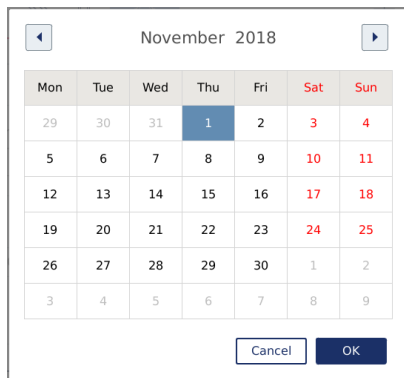 November 2018
Mon Tue Wed Thu Fri Sat Sun
29 30 31 1 2 3 4
5 6 7 8 9 10 11
12 13 14 15 16 17 18
19 20 21 22 23 24 25
26 27 28 29 30 1 2
3 4 5 6 7 8 9
Cancel OK